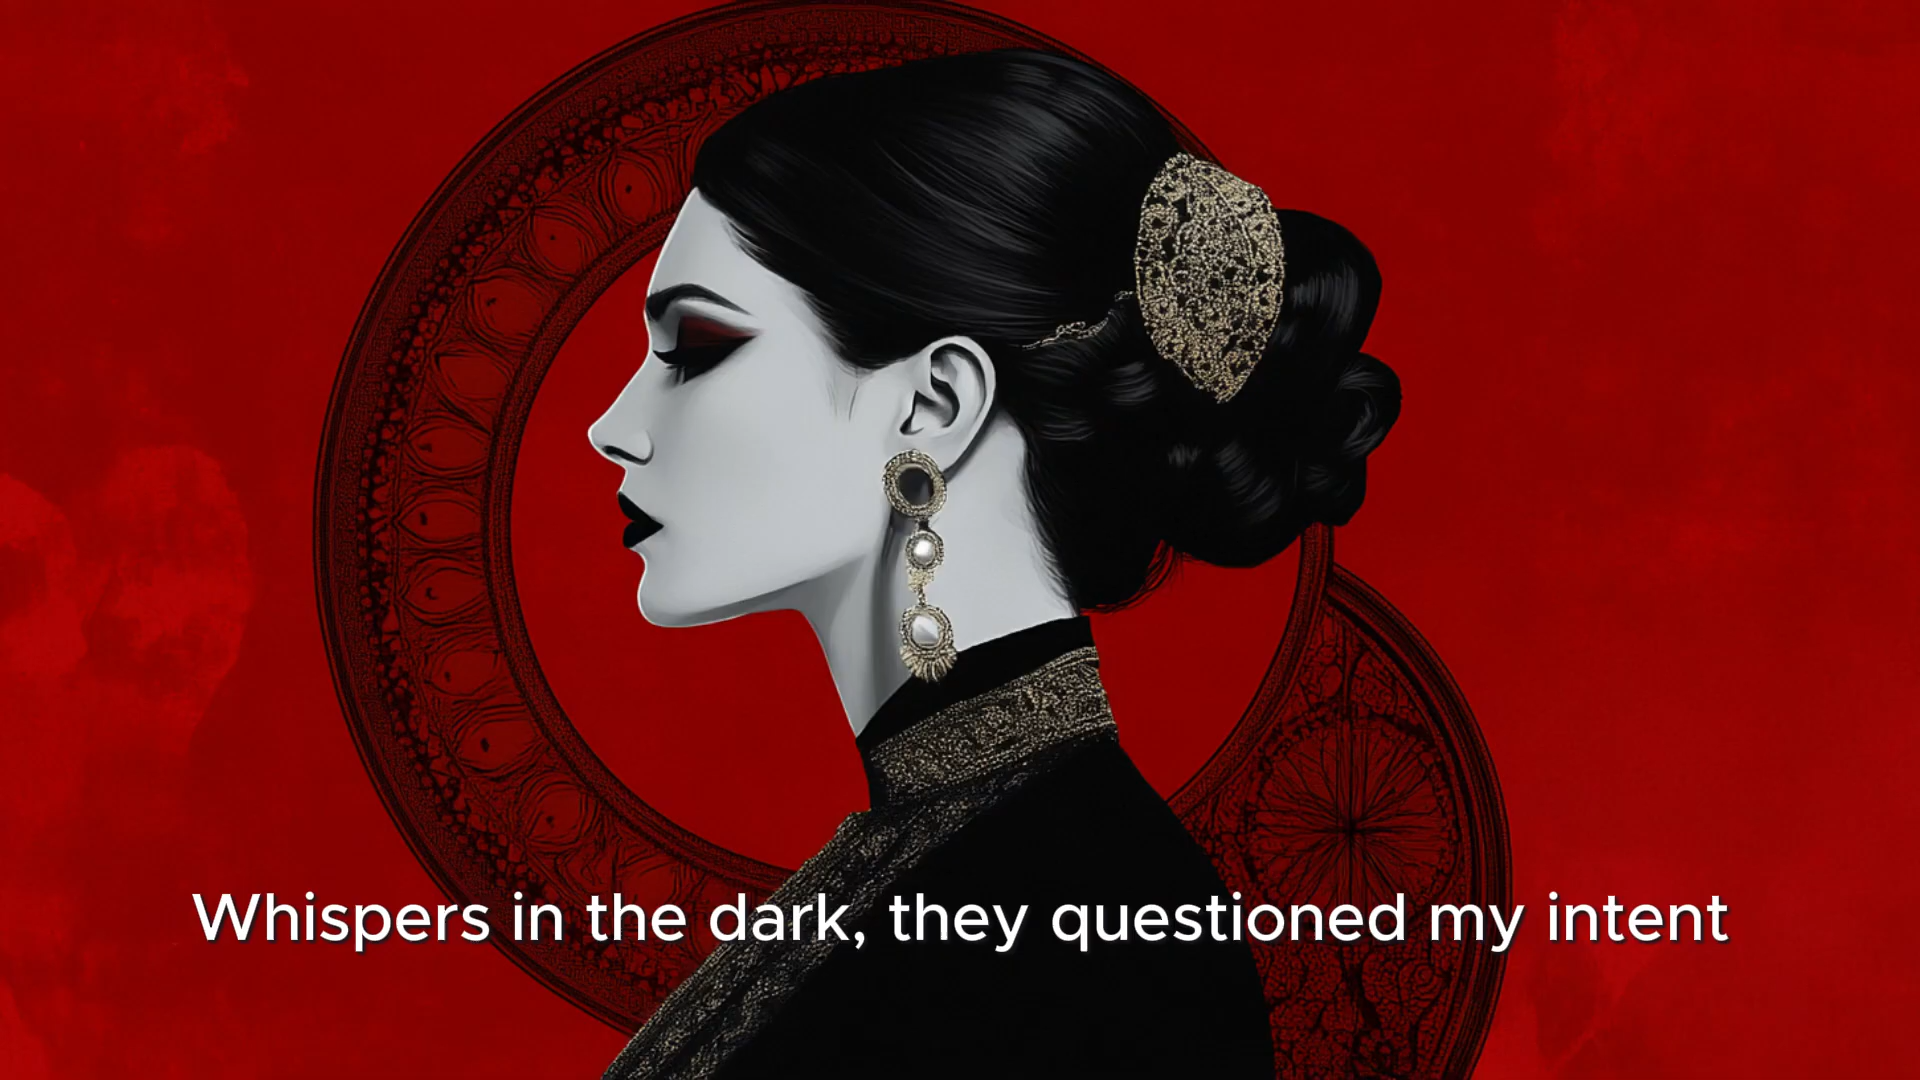 Whispers in the dark, they questioned my intent